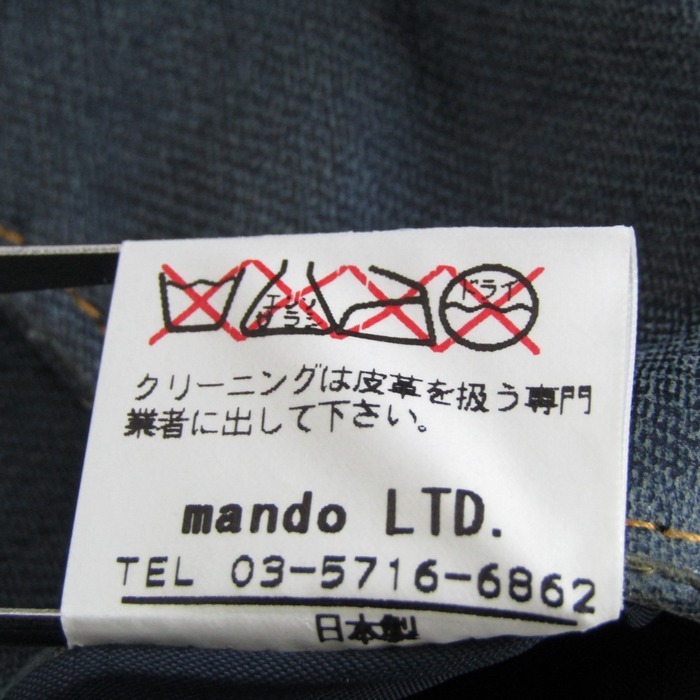 エンソ
サラシ
ドライ
クリーニングは皮革を扱う専門
業者に出して下さい。
mando LTD.
TEL 03-5716-6862
日本製